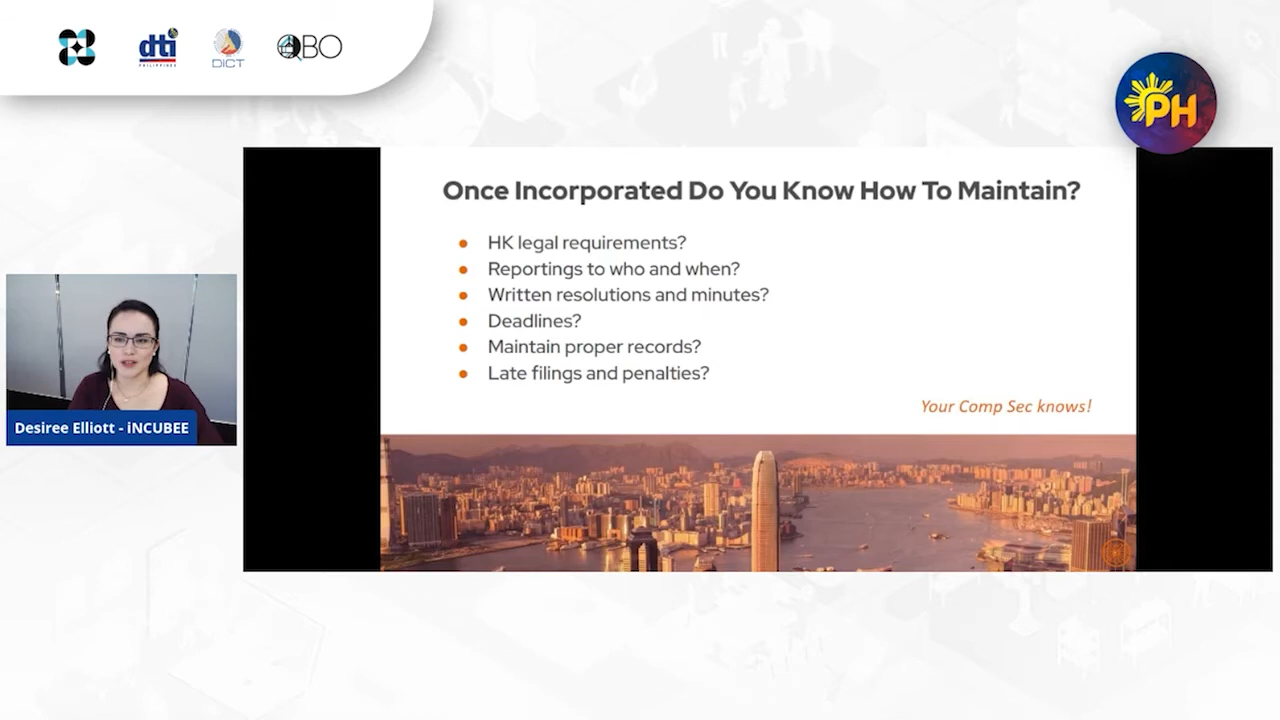 dti
PHILIPPINES
DICT
QBO
PH
Once Incorporated Do You Know How To Maintain?
HK legal requirements?
Reportings to who and when?
Written resolutions and minutes?
Deadlines?
Maintain proper records?
Late filings and penalties?
Your Comp Sec knows!
Desiree Elliott - iNCUBEE